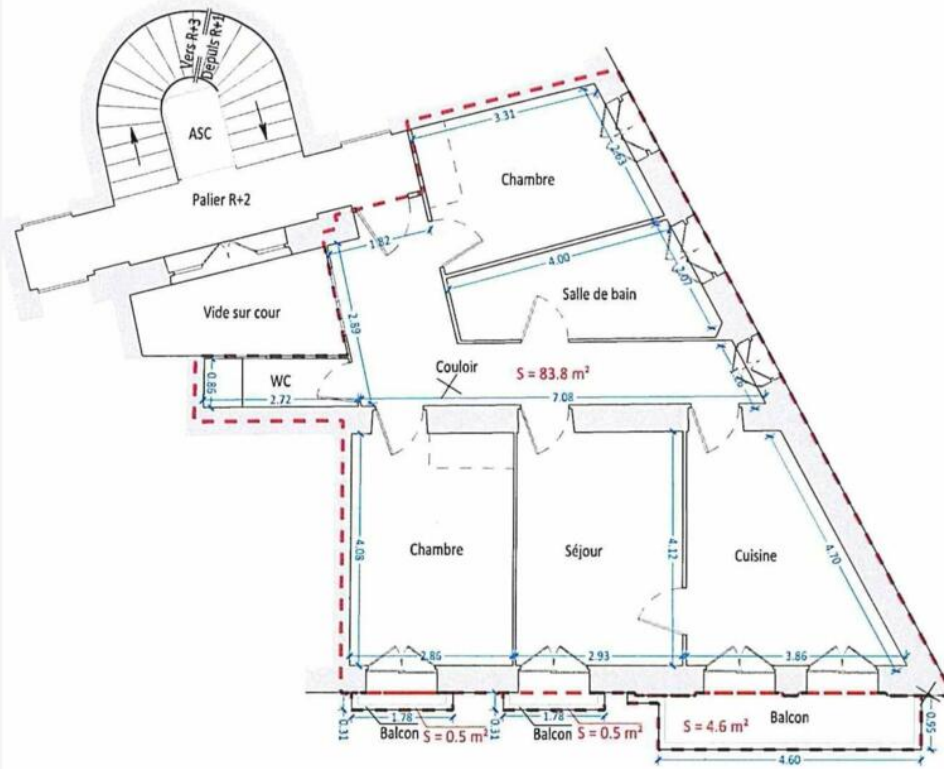 Vers R+3
Depuis R+1
ASC
Palier R+2
3.31
2.63
Chambre
1.82
4.00
2.07
Salle de bain
Vide sur cour
2.89
Couloir
S = 83.8 m²
1.26
0.86
WC
2.72
7.08
4.08
Chambre
Séjour
4.12
Cuisine
4.70
2.86
2.93
3.86
0.31
1.78
Balcon
S = 0.5 m²
0.31
1.78
Balcon
S = 0.5 m²
S = 4.6 m²
Balcon
0.95
4.60